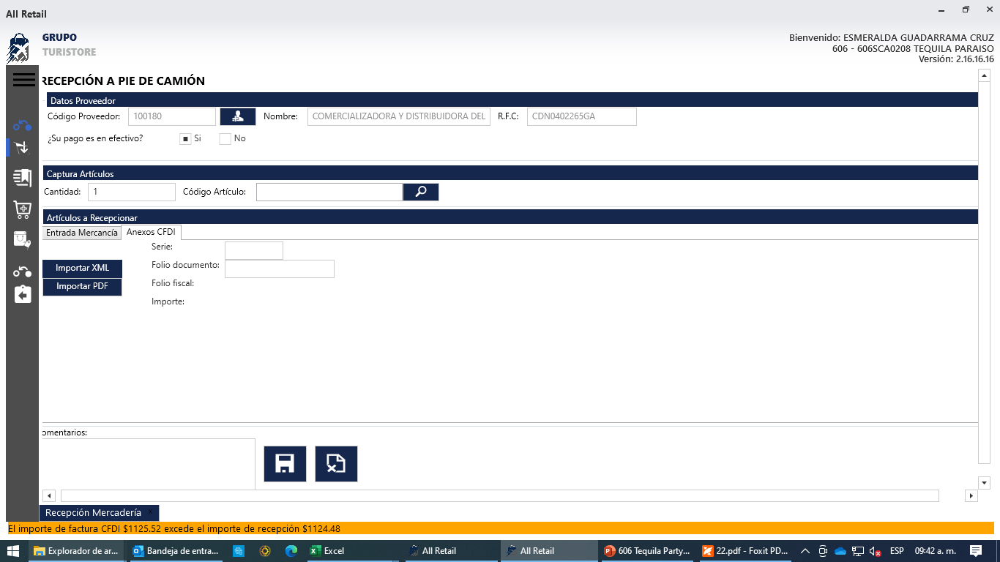 All Retail
GRUPO
TURISTORE
Bienvenido: ESMERALDA GUADARRAMA CRUZ
606 - 606SCA0208 TEQUILA PARAISO
Versión: 2.16.16.16
RECEPCIÓN A PIE DE CAMIÓN
Datos Proveedor
Código Proveedor: 100180 Nombre: COMERCIALIZADORA Y DISTRIBUIDORA DEL R.F.C: CDN0402265GA
¿Su pago es en efectivo? Si No
Captura Artículos
Cantidad: 1 Código Artículo:
Artículos a Recepcionar
Entrada Mercancía Anexos CFDI
Serie:
Importar XML Folio documento:
Importar PDF Folio fiscal:
Importe:
omentarios:
Recepción Mercadería x
El importe de factura CFDI $1125.52 excede el importe de recepción $1124.48
Explorador de ar... Bandeja de entra... Excel All Retail All Retail 606 Tequila Party... 22.pdf - Foxit PD... ESP 09:42 a. m.